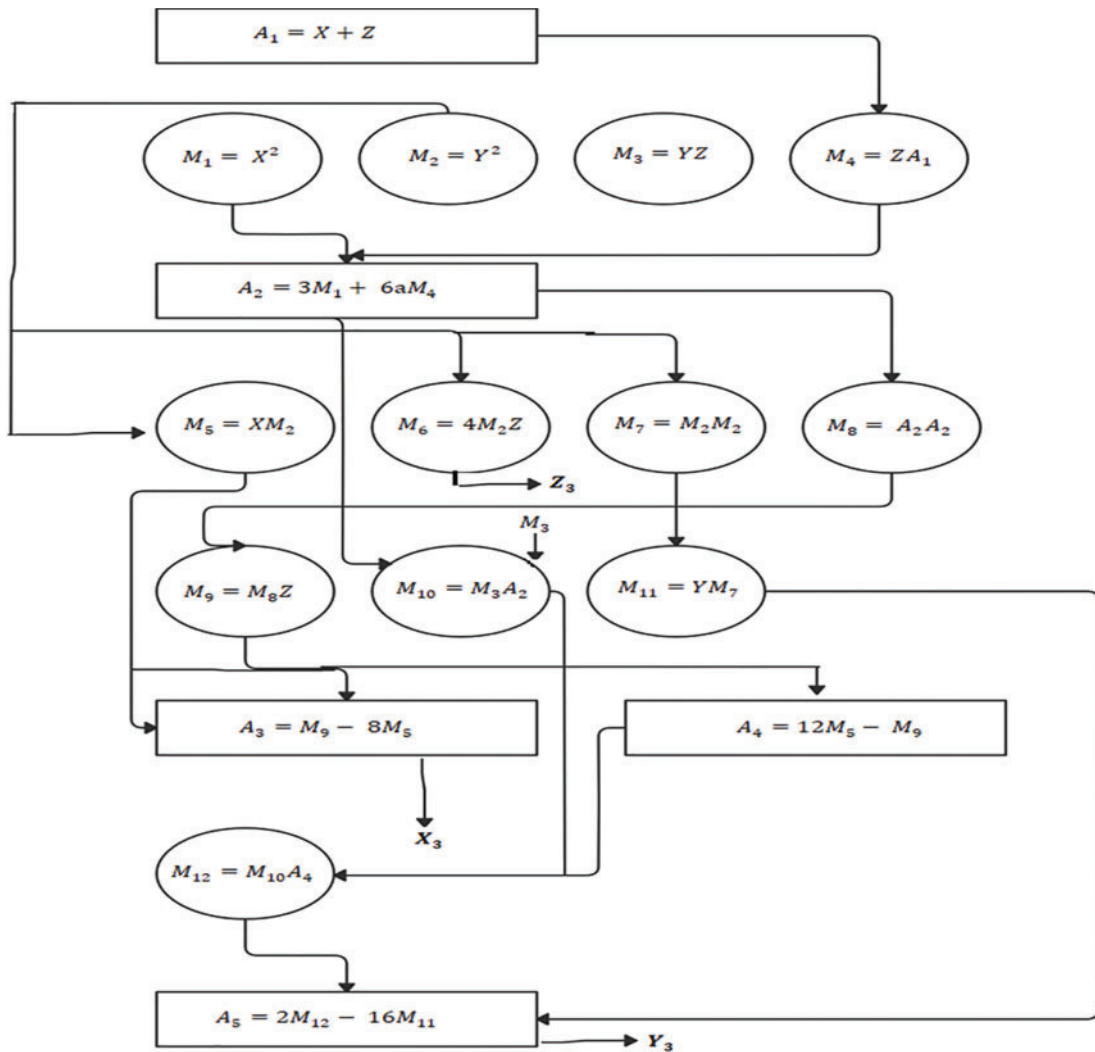 A₁ = X + Z
M₁ = X²
M₂ = Y²
M₃ = YZ
M₄ = ZA₁
A₂ = 3M₁ + 6aM₄
M₅ = XM₂
M₆ = 4M₂Z
M₇ = M₂M₂
M₈ = A₂A₂
Z₃
M₃
M₉ = M₈Z
M₁₀ = M₃A₂
M₁₁ = YM₇
A₃ = M₉ − 8M₅
A₄ = 12M₅ − M₉
X₃
M₁₂ = M₁₀A₄
A₅ = 2M₁₂ − 16M₁₁
Y₃